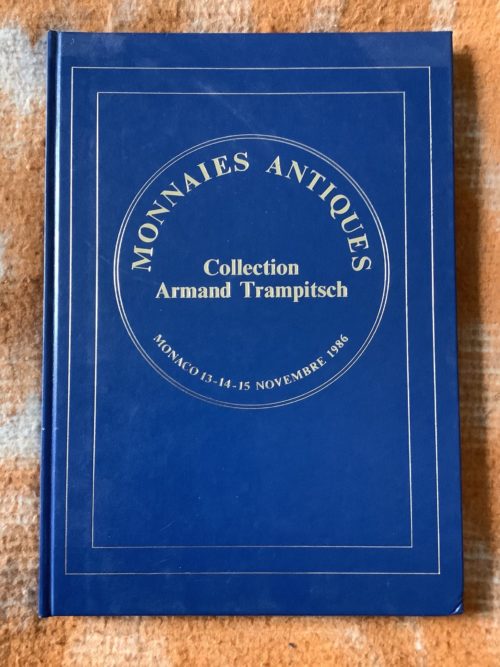 MONNAIES ANTIQUES
Collection
Armand Trampitsch
MONACO 13-14-15 NOVEMBRE 1986